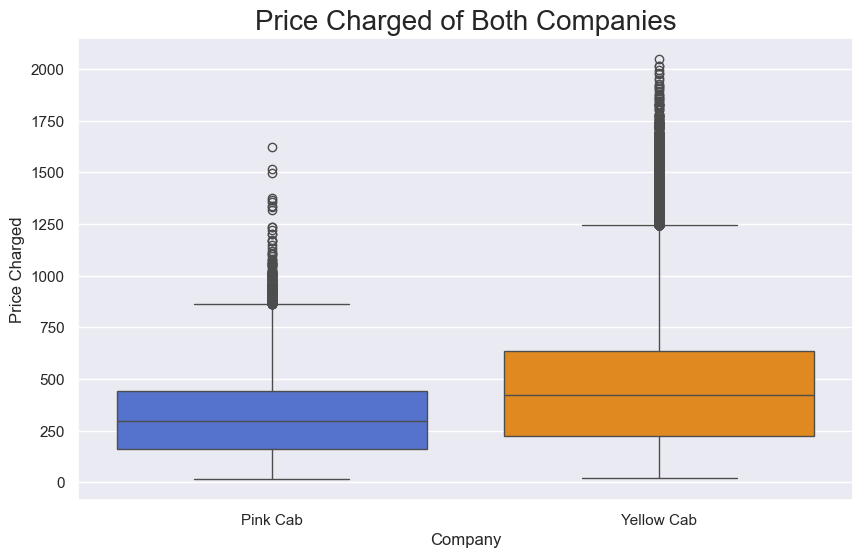 Price Charged of Both Companies
2000
1750
1500
1250
1000
750
500
250
0
Price Charged
Pink Cab
Yellow Cab
Company